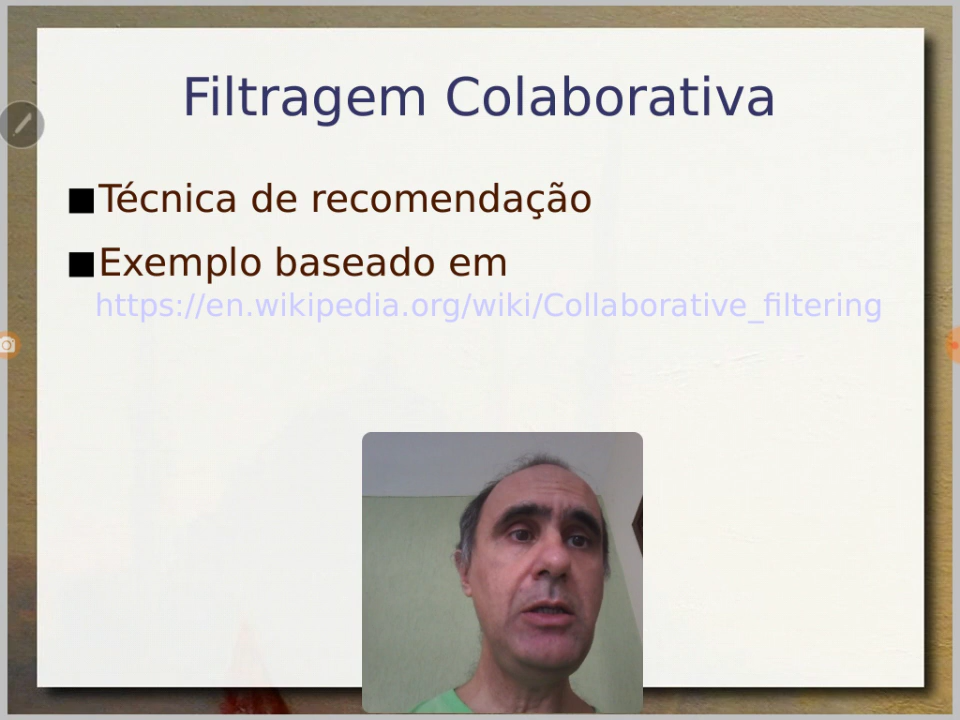 Filtragem Colaborativa
Técnica de recomendação
Exemplo baseado em
https://en.wikipedia.org/wiki/Collaborative_filtering